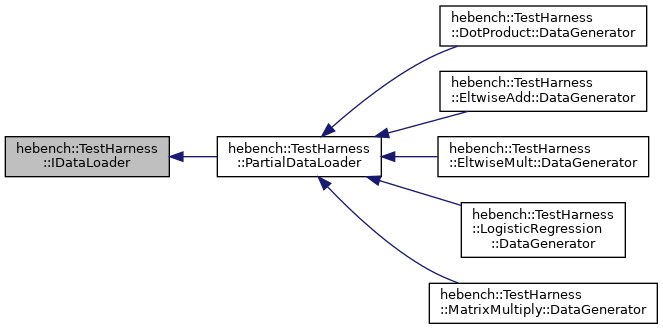 hebench::TestHarness
::IDataLoader
hebench::TestHarness
::PartialDataLoader
hebench::TestHarness
::DotProduct::DataGenerator
hebench::TestHarness
::EltwiseAdd::DataGenerator
hebench::TestHarness
::EltwiseMult::DataGenerator
hebench::TestHarness
::LogisticRegression
::DataGenerator
hebench::TestHarness
::MatrixMultiply::DataGenerator